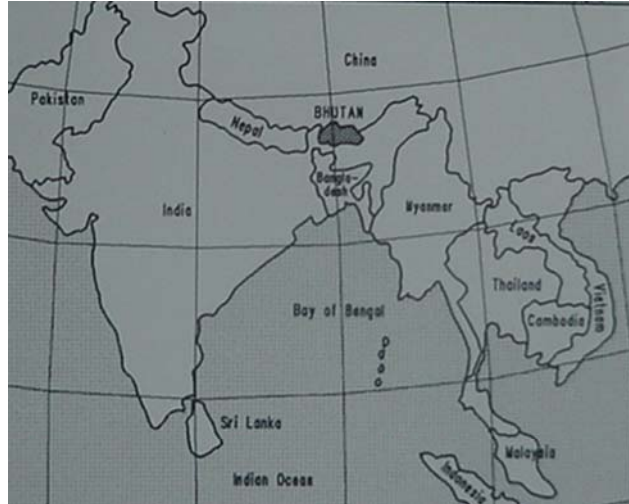 China
Pakistan
BHUTAN
Nepal
Bangla-
desh
India
Myanmar
Laos
Thailand
Vietnam
Bay of Bengal
Cambodia
Sri Lanka
Malaysia
Indian Ocean
Indonesia